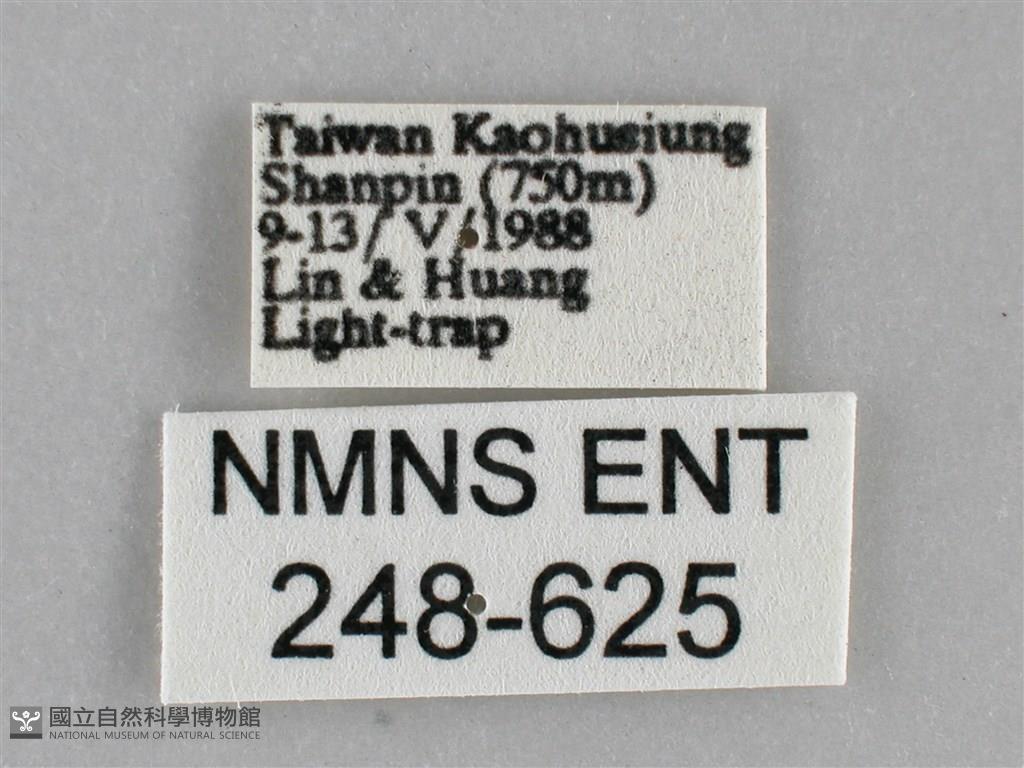 Taiwan Kaohusiung
Shanpin (750m)
9-13/ V/1988
Lin & Huang
Light-trap
NMNS ENT
248-625
國立自然科學博物館
NATIONAL MUSEUM OF NATURAL SCIENCE